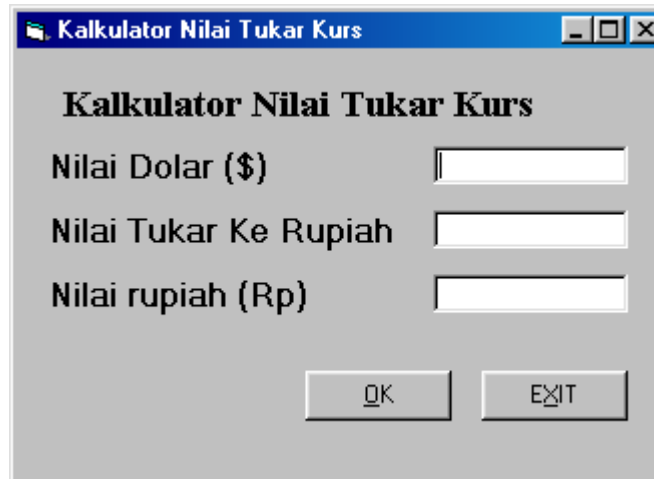 Kalkulator Nilai Tukar Kurs
Kalkulator Nilai Tukar Kurs
Nilai Dolar ($)
Nilai Tukar Ke Rupiah
Nilai rupiah (Rp)
OK EXIT